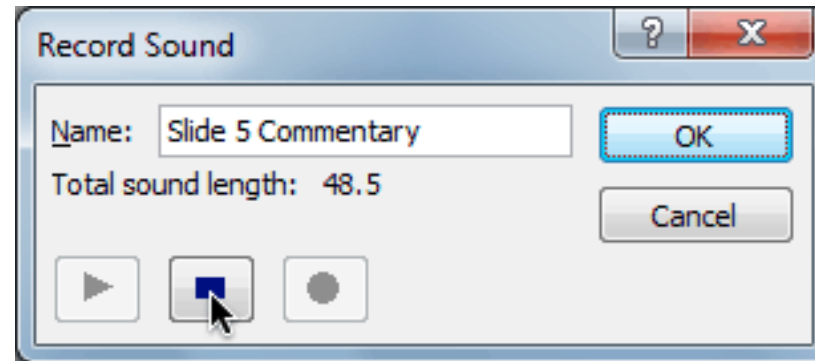 Record Sound
?
X
Name: Slide 5 Commentary
OK
Total sound length: 48.5
Cancel